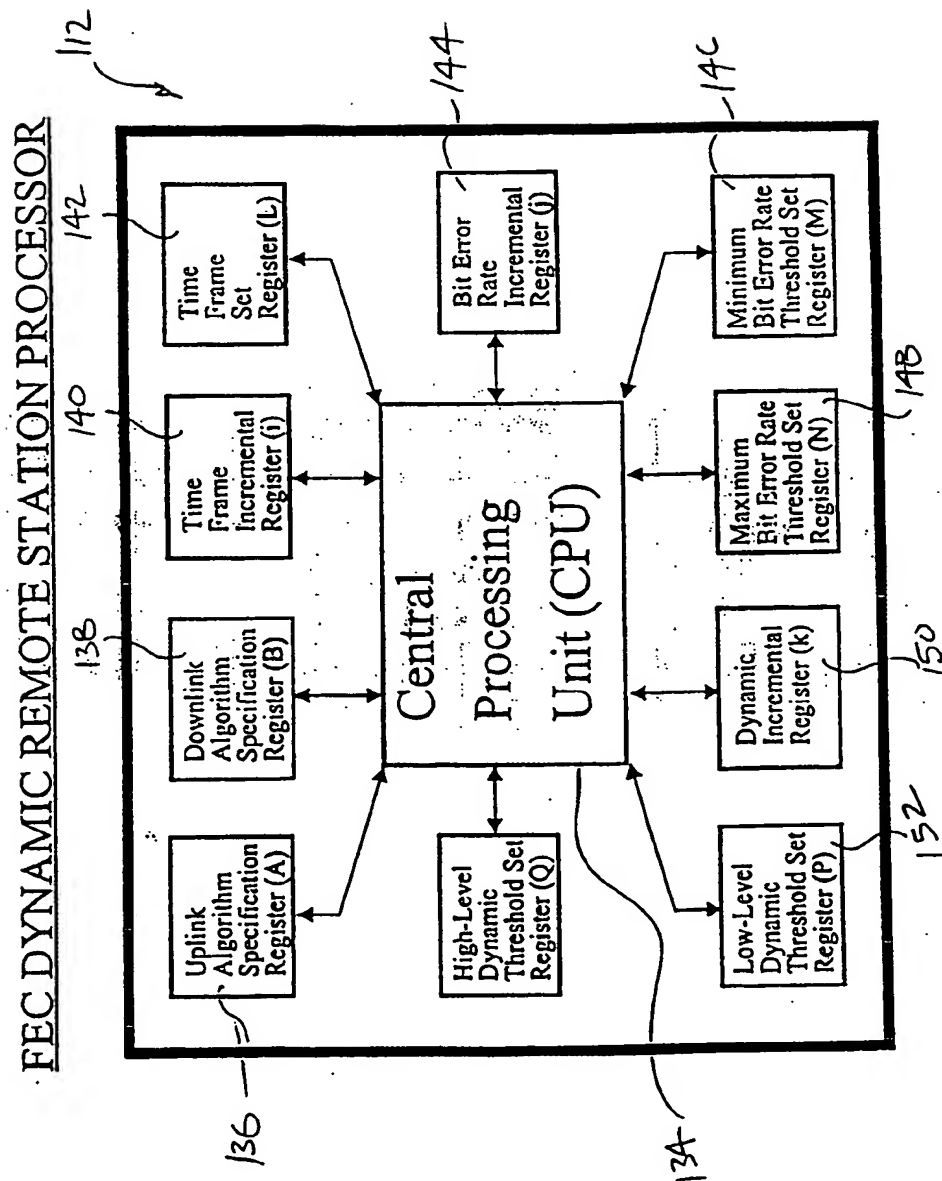 FEC DYNAMIC REMOTE STATION PROCESSOR
112
136
Uplink
Algorithm
Specification
Register (A)
138
Downlink
Algorithm
Specification
Register (B)
140
Time
Frame
Incremental
Register (i)
142
Time
Frame
Set
Register (L)
High-Level
Dynamic
Threshold Set
Register (Q)
Central
Processing
Unit (CPU)
134
Bit Error
Rate
Incremental
Register (j)
144
Low-Level
Dynamic
Threshold Set
Register (P)
152
Dynamic
Incremental
Register (k)
150
Maximum
Bit Error Rate
Threshold Set
Register (N)
148
Minimum
Bit Error Rate
Threshold Set
Register (M)
146